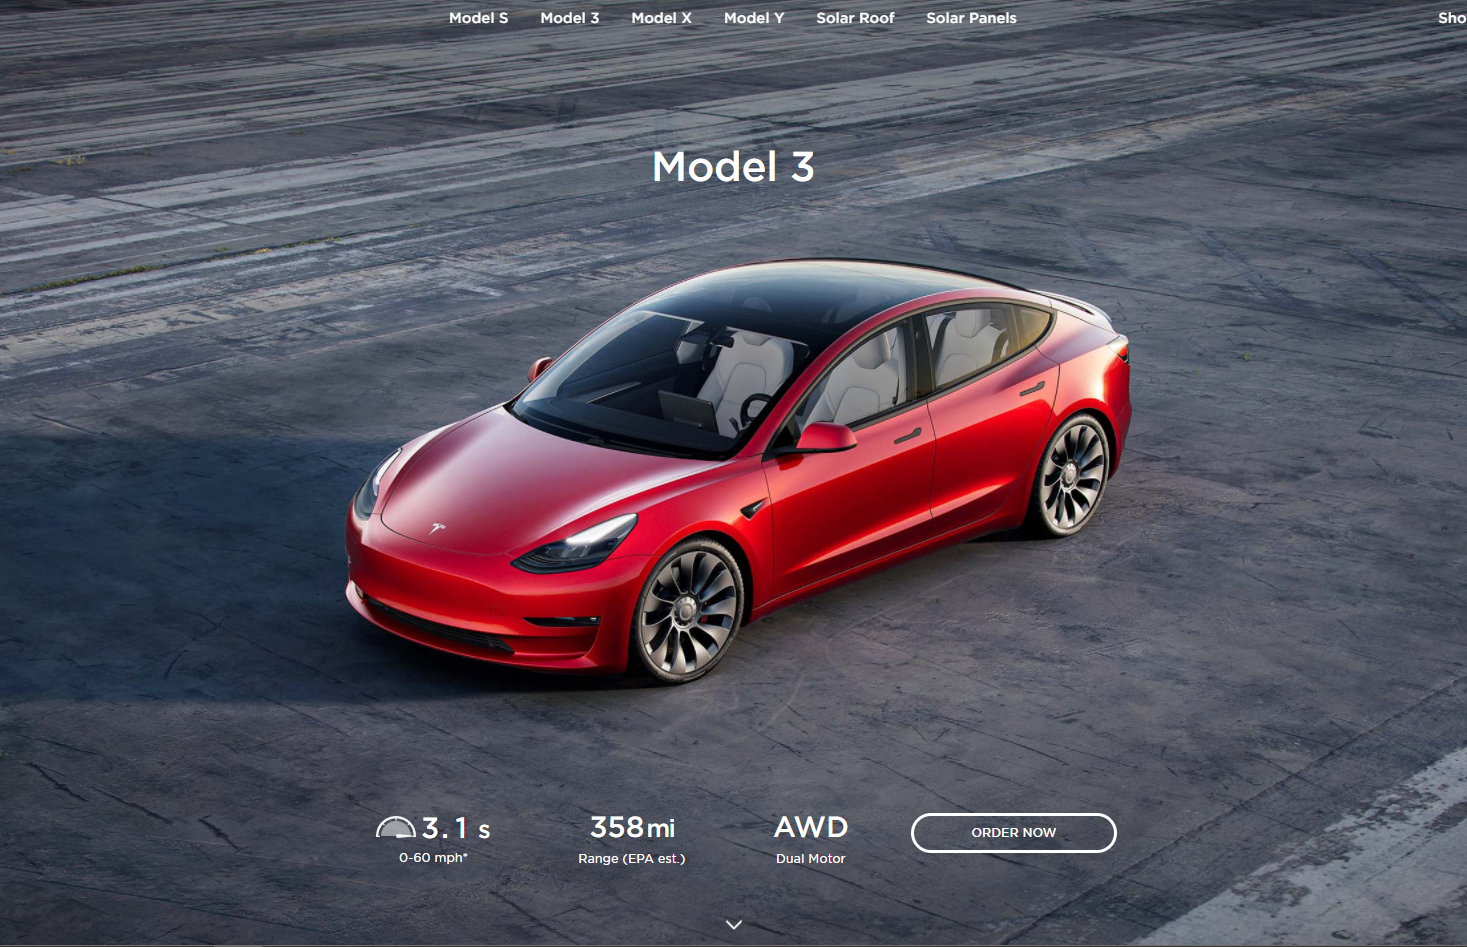 Model S Model 3 Model X Model Y Solar Roof Solar Panels Sho
Model 3
3.1 s 358mi AWD ORDER NOW
0-60 mph* Range (EPA est.) Dual Motor